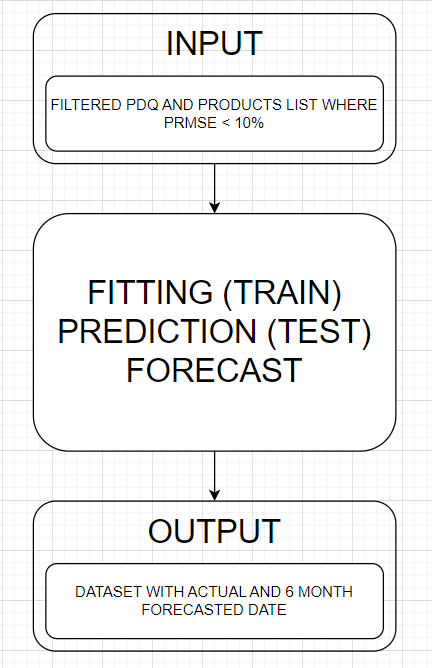 INPUT
FILTERED PDQ AND PRODUCTS LIST WHERE
PRMSE < 10%
FITTING (TRAIN)
PREDICTION (TEST)
FORECAST
OUTPUT
DATASET WITH ACTUAL AND 6 MONTH
FORECASTED DATE